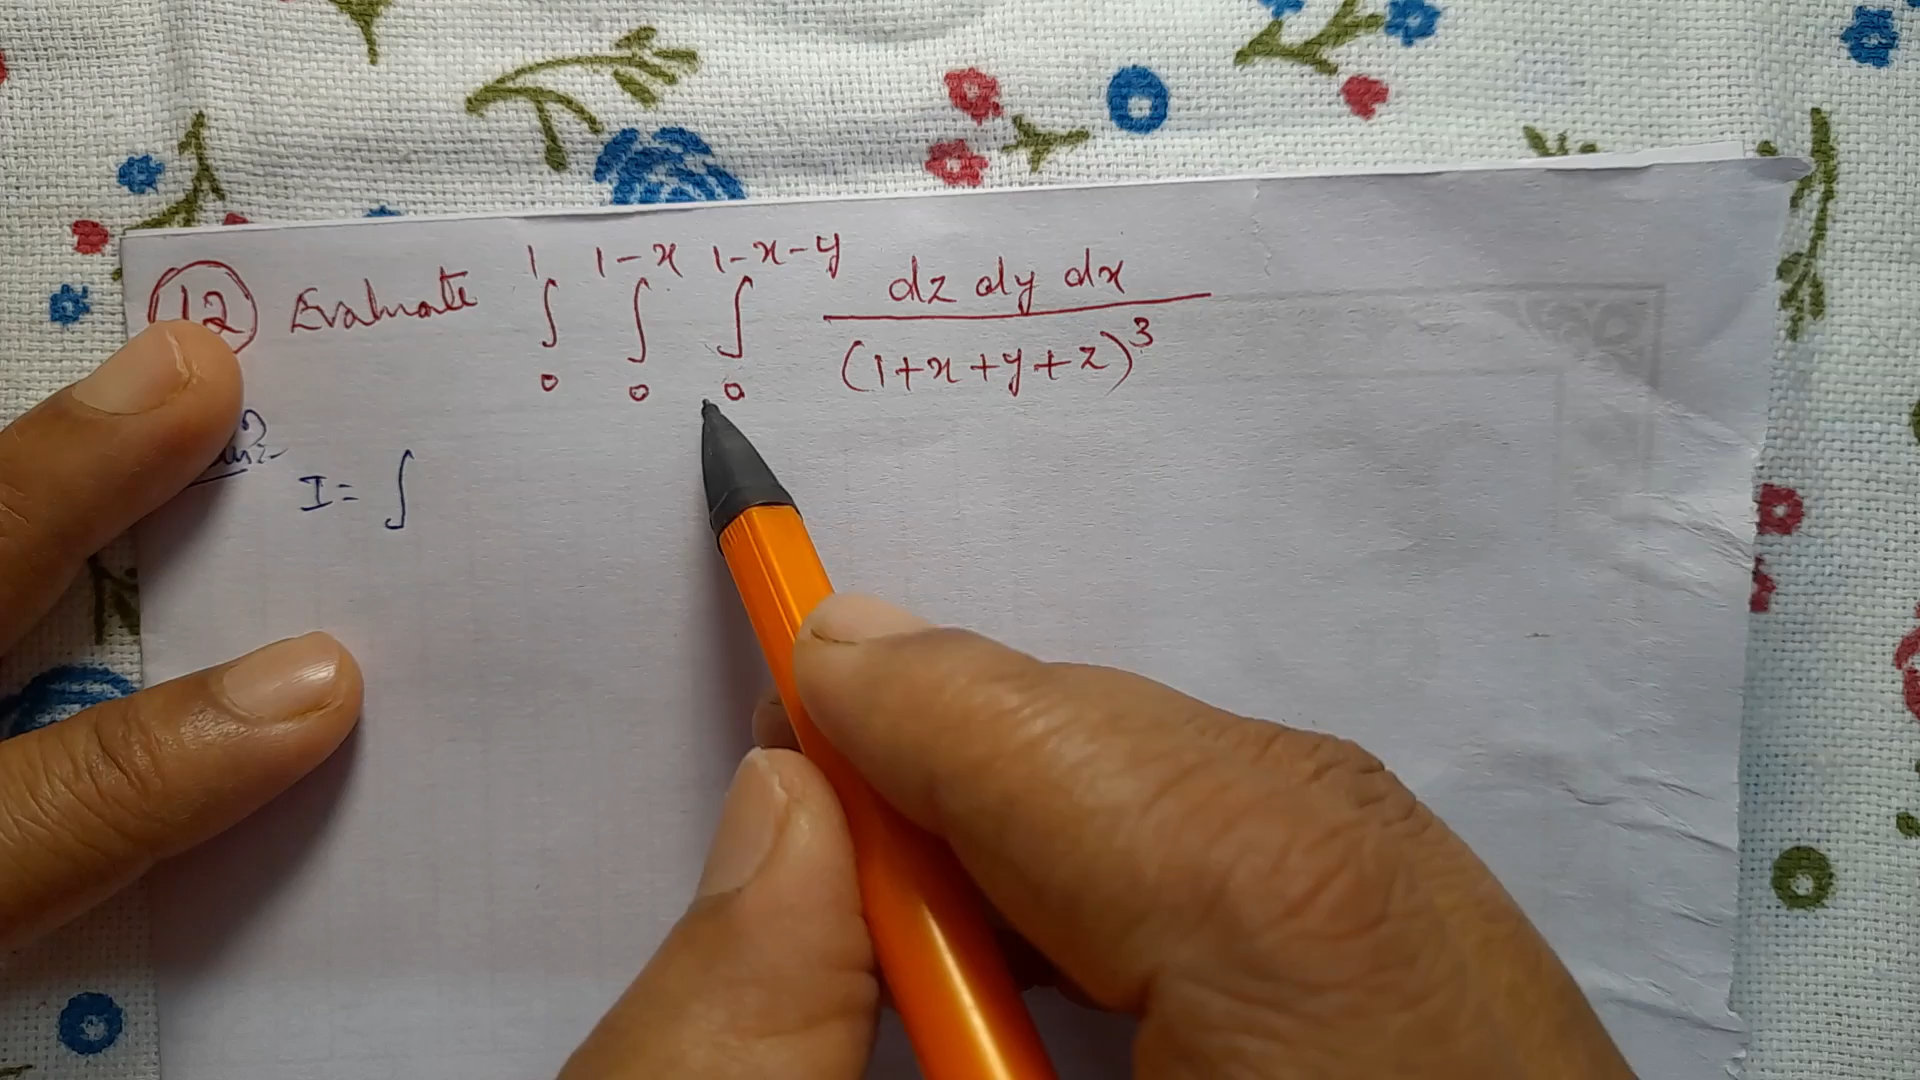 12 Evaluate ∫₀¹ ∫₀^{1-x} ∫₀^{1-x-y} dz dy dx / (1+x+y+z)³
I = ∫